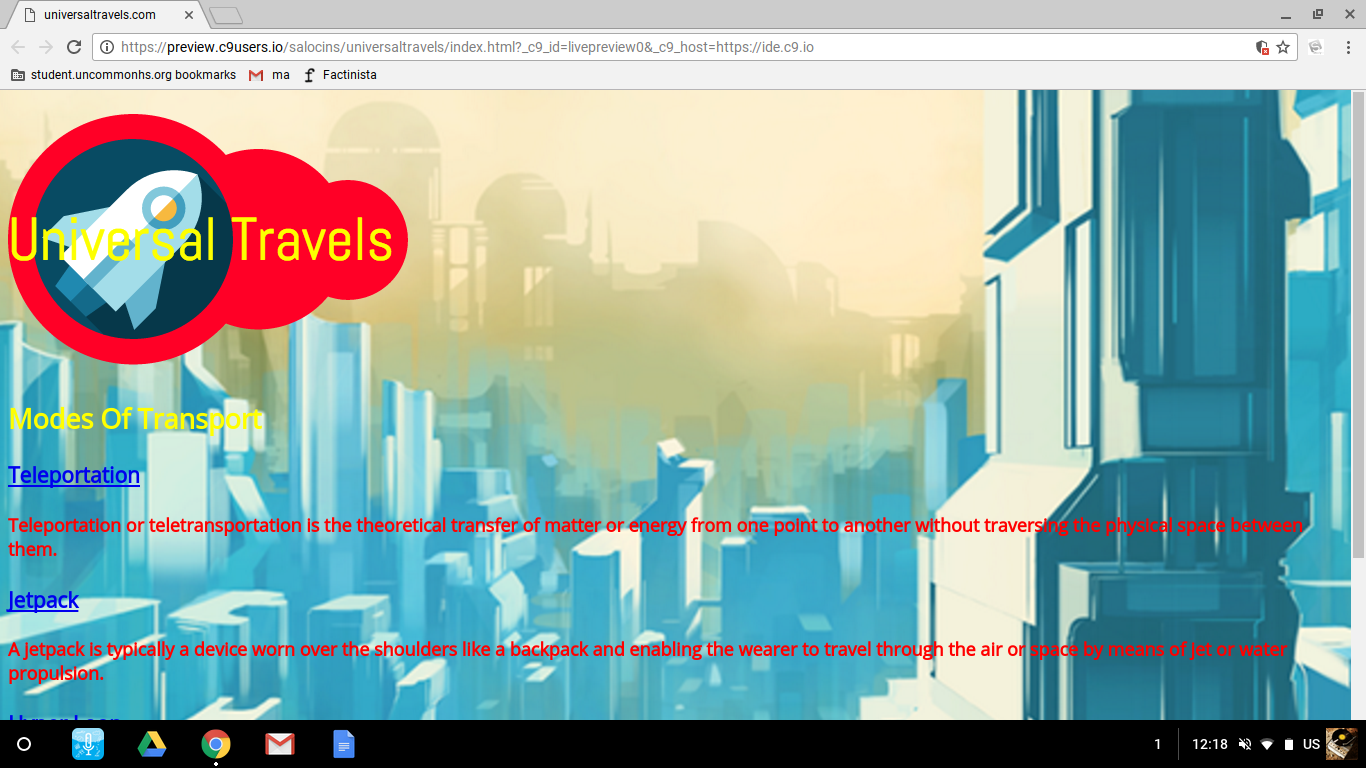 universaltravels.com
https://preview.c9users.io/salocins/universaltravels/index.html?_c9_id=livepreview0&_c9_host=https://ide.c9.io
student.uncommonhs.org bookmarks ma Factinista
Universal Travels
Modes Of Transport
Teleportation
Teleportation or teletransportation is the theoretical transfer of matter or energy from one point to another without traversing the physical space between
them.
Jetpack
A jetpack is typically a device worn over the shoulders like a backpack and enabling the wearer to travel through the air or space by means of jet or water
propulsion.
1 12:18 US